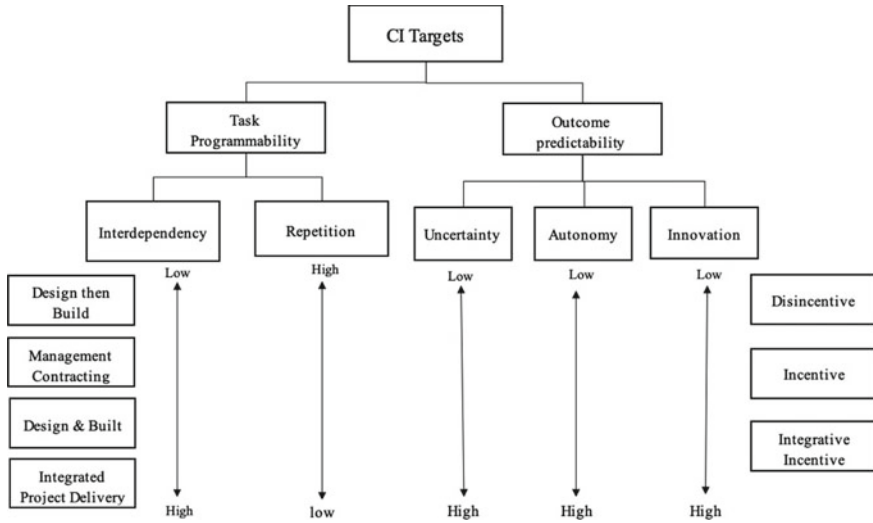 CI Targets
Task
Programmability
Outcome
predictability
Interdependency
Repetition
Uncertainty
Autonomy
Innovation
Low
High
Low
Low
Low
Design then
Build
Management
Contracting
Design & Built
Integrated
Project Delivery
Disincentive
Incentive
Integrative
Incentive
High
low
High
High
High